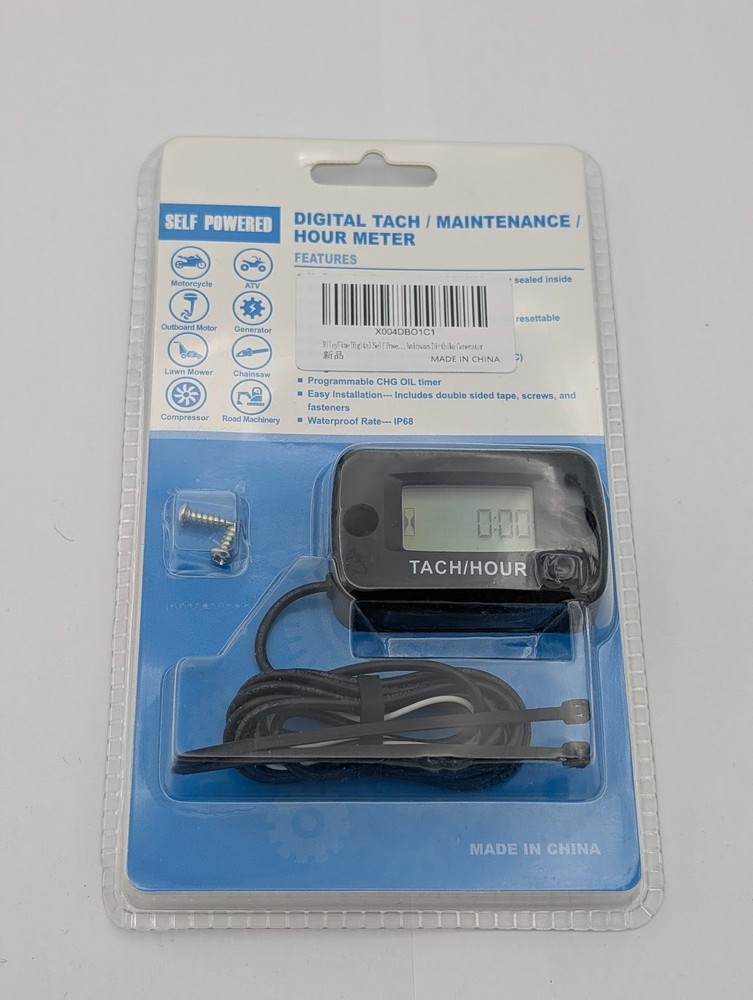 SELF POWERED
DIGITAL TACH / MAINTENANCE /
HOUR METER
FEATURES
Motorcycle
ATV
Outboard Motor
Generator
Lawn Mower
Chainsaw
Compressor
Road Machinery
sealed inside
X004DBO1C1
resettable
新品
MADE IN CHINA
C)
■ Programmable CHG OIL timer
■ Easy Installation--- Includes double sided tape, screws, and
fasteners
■ Waterproof Rate--- IP68
0:00
TACH/HOUR
MADE IN CHINA